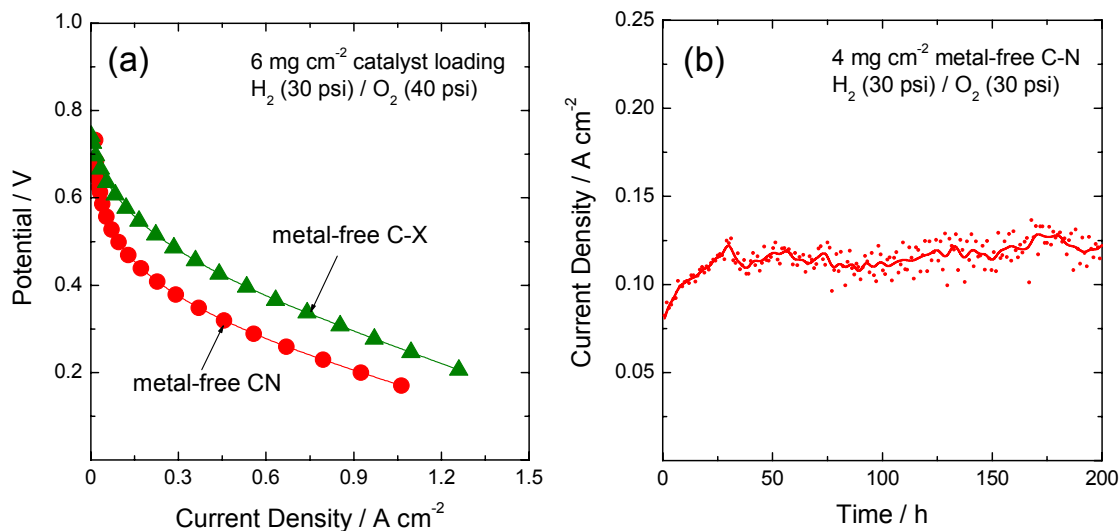 (a)
6 mg cm⁻² catalyst loading
H₂ (30 psi) / O₂ (40 psi)
1.0
0.8
0.6
0.4
0.2
Potential / V
metal-free C-X
metal-free CN
0
0.3
0.6
0.9
1.2
1.5
Current Density / A cm⁻²
(b)
4 mg cm⁻² metal-free C-N
H₂ (30 psi) / O₂ (30 psi)
0.25
0.20
0.15
0.10
0.05
Current Density / A cm⁻²
0
50
100
150
200
Time / h